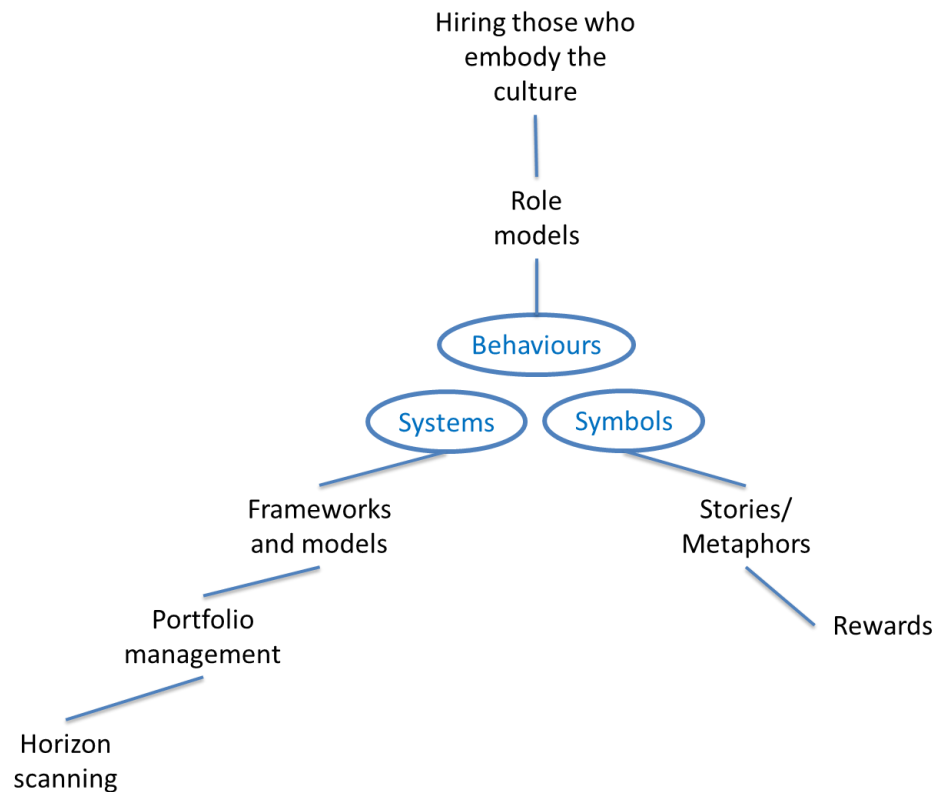 Hiring those who
embody the
culture
Role
models
Behaviours
Systems
Symbols
Frameworks
and models
Stories/
Metaphors
Portfolio
management
Rewards
Horizon
scanning